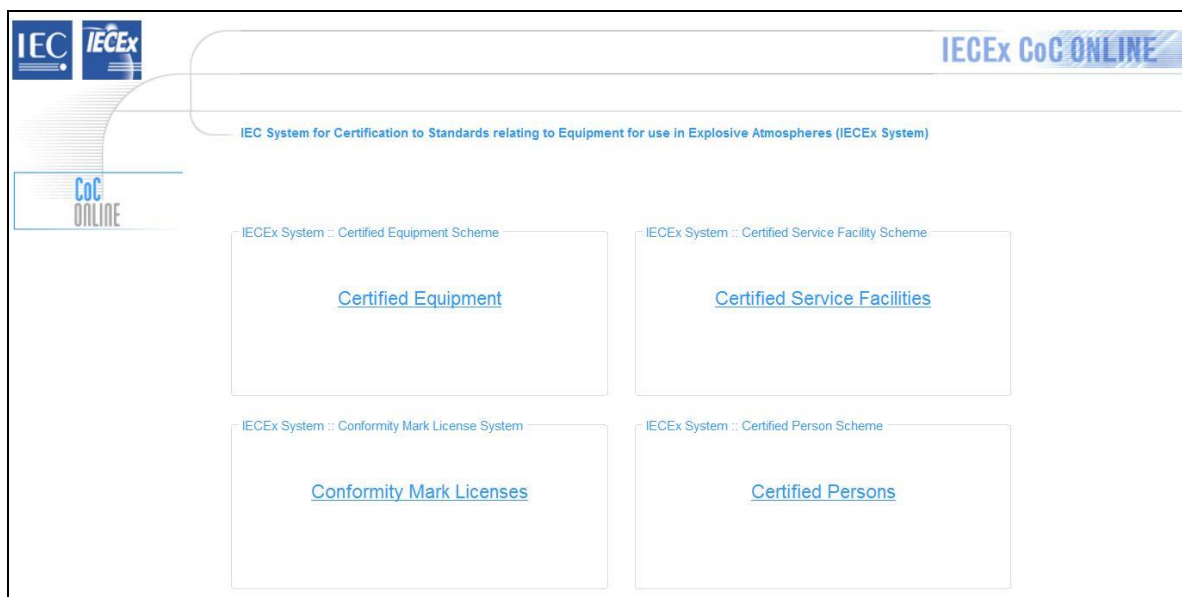 IEC IECEx
IECEx CoC ONLINE
IEC System for Certification to Standards relating to Equipment for use in Explosive Atmospheres (IECEx System)
CoC
ONLINE
IECEx System :: Certified Equipment Scheme
Certified Equipment
IECEx System :: Certified Service Facility Scheme
Certified Service Facilities
IECEx System :: Conformity Mark License System
Conformity Mark Licenses
IECEx System :: Certified Person Scheme
Certified Persons